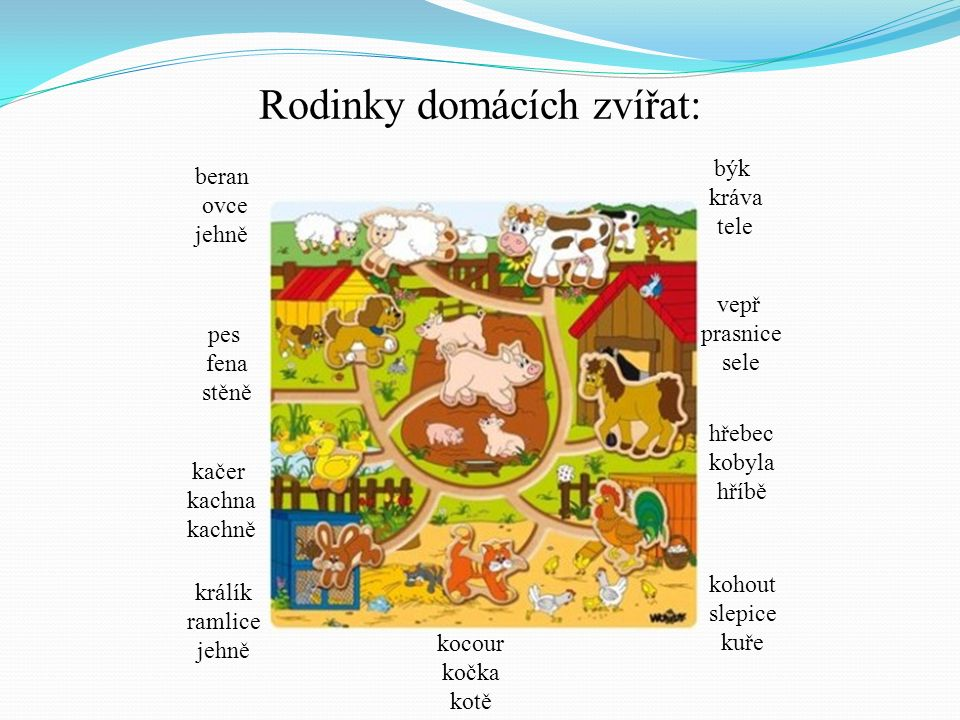 Rodinky domácích zvířat:
beran
ovce
jehně
býk
kráva
tele
pes
fena
stěně
vepř
prasnice
sele
kačer
kachna
kachně
hřebec
kobyla
hříbě
králík
ramlice
jehně
kohout
slepice
kuře
kocour
kočka
kotě